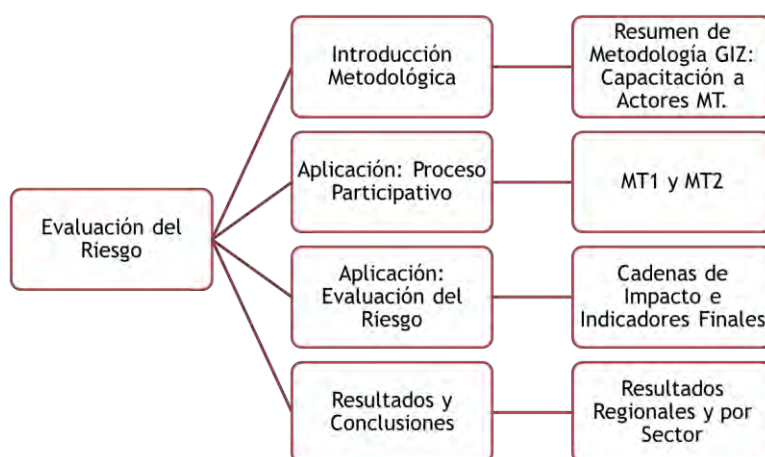 Evaluación del
Riesgo
Introducción
Metodológica
Resumen de
Metodología GIZ:
Capacitación a
Actores MT.
Aplicación: Proceso
Participativo
MT1 y MT2
Aplicación:
Evaluación del
Riesgo
Cadenas de
Impacto e
Indicadores Finales
Resultados y
Conclusiones
Resultados
Regionales y por
Sector